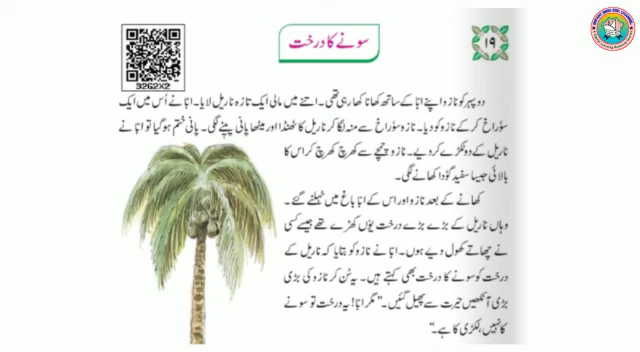 سونے کا درخت
۱۹
32G2X2
دوپہر کو نازو اپنے ابّا کے ساتھ کھانا کھا رہی تھی۔ اتنے میں مالی ایک تازہ ناریل لایا۔ ابّا نے اُس میں ایک
سوٗراخ کر کے نازو کو دیا۔ نازو سوٗراخ سے منہ لگا کر ناریل کا ٹھنڈا اور میٹھا پانی پینے لگی۔ پانی ختم ہو گیا تو ابّا نے
ناریل کے دو ٹکڑے کر دیے۔ نازو چمچے سے کھرچ کھرچ کر اس کا
بالائی جیسا سفید گوٗدا کھانے لگی۔
کھانے کے بعد نازو اور اس کے ابّا باغ میں ٹہلنے گئے۔
وہاں ناریل کے بڑے بڑے درخت یوٗں کھڑے تھے جیسے کسی
نے چھاتے کھول دیے ہوں۔ ابّا نے نازو کو بتایا کہ ناریل کے
درخت کو سونے کا درخت بھی کہتے ہیں۔ یہ سُن کر نازو کی بڑی
بڑی آنکھیں حیرت سے پھیل گئیں۔ "مگر ابّا! یہ درخت تو سونے
کا نہیں، لکڑی کا ہے۔"